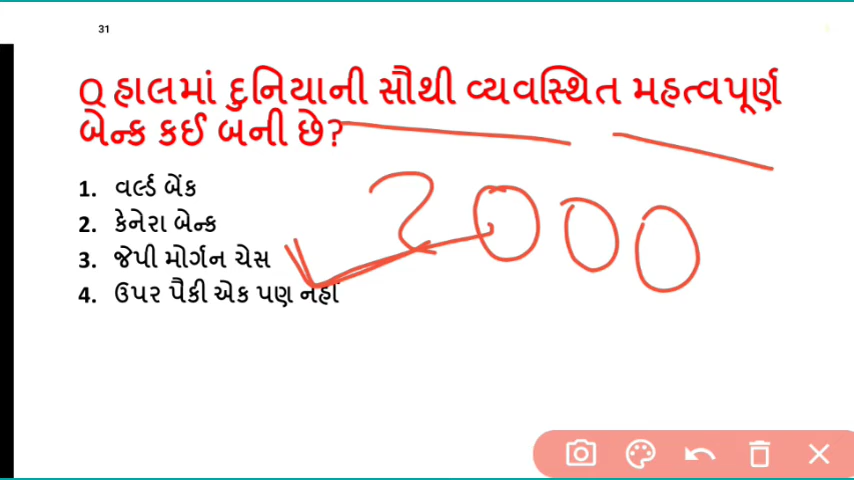 31
Q હાલમાં દુનિયાની સૌથી વ્યવસ્થિત મહત્વપૂર્ણ
બેન્ક કઈ બની છે?
1. વર્લ્ડ બેંક
2. કેનેરા બેન્ક
3. જેપી મોર્ગન ચેસ
4. ઉપર પૈકી એક પણ નહીં
2000